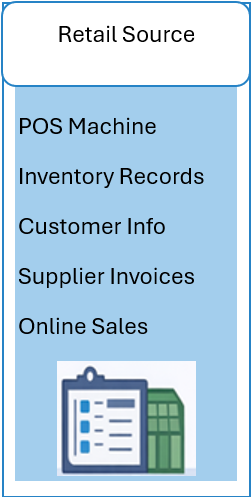 Retail Source
POS Machine
Inventory Records
Customer Info
Supplier Invoices
Online Sales